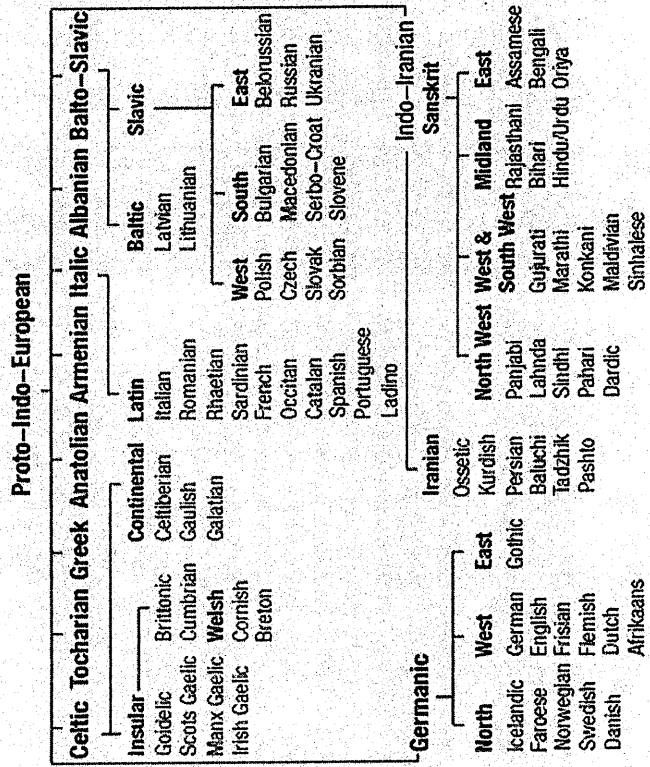 Proto-Indo-European
Celtic Tocharian Greek Anatolian Armenian Italic Albanian Balto-Slavic
Insular
Goidelic
Scots Gaelic
Manx Gaelic
Irish Gaelic
Brittonic
Cumbrian
Welsh
Cornish
Breton
Continental
Celtiberian
Gaulish
Galatian
Latin
Italian
Romanian
Rhaetian
Sardinian
French
Occitan
Catalan
Spanish
Portuguese
Ladino
Baltic
Latvian
Lithuanian
Slavic
West
Polish
Czech
Slovak
Sorbian
South
Bulgarian
Macedonian
Serbo-Croat
Slovene
East
Belorussian
Russian
Ukranian
Germanic
North
Icelandic
Faroese
Norwegian
Swedish
Danish
West
German
English
Frisian
Flemish
Dutch
Afrikaans
East
Gothic
Indo-Iranian
Iranian
Ossetic
Kurdish
Persian
Baluchi
Tadzhik
Pashto
Sanskrit
North West
Panjabi
Lahnda
Sindhi
Pahari
Dardic
West &
South West
Gujurati
Marathi
Konkani
Maldivian
Sinhalese
Midland
Rajasthani
Bihari
Hindu/Urdu
East
Assamese
Bengali
Oriya